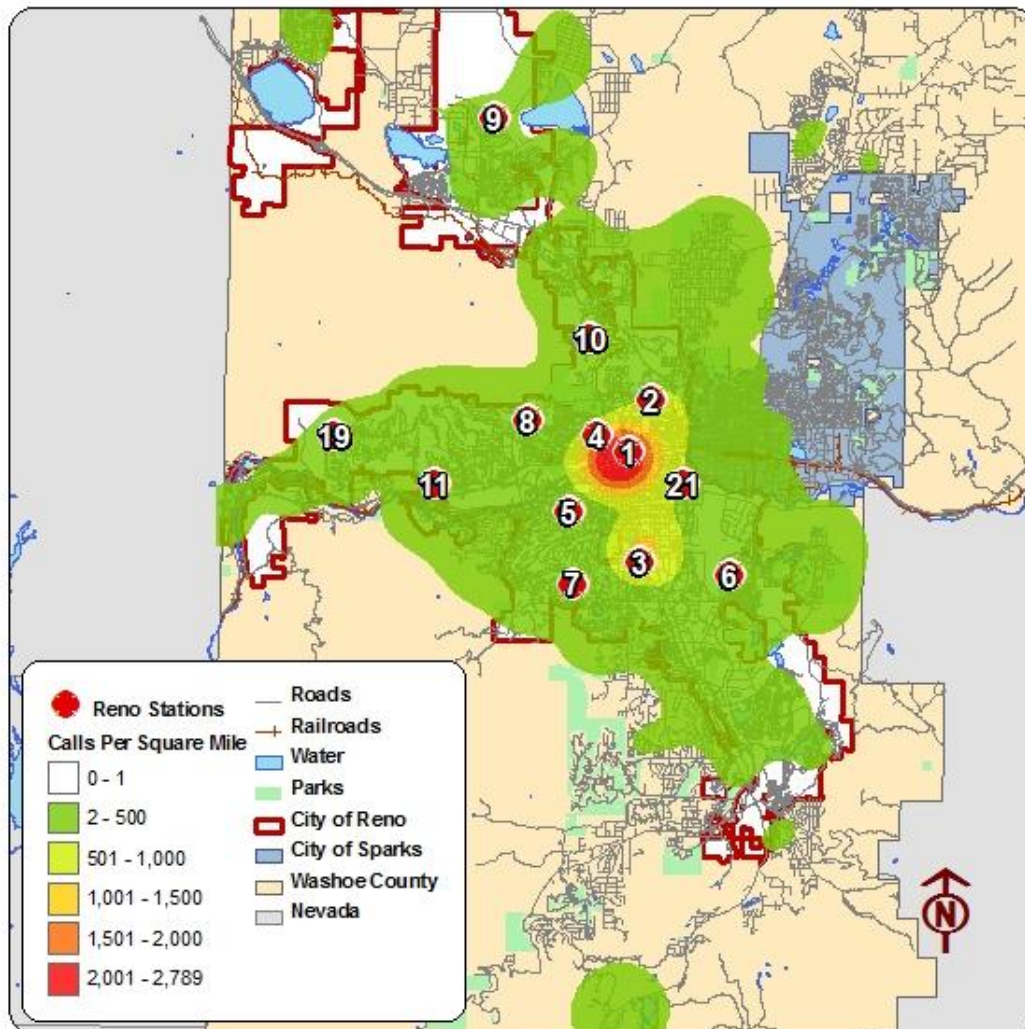 9
10
2
8
4
19
1
11
21
5
3
6
7
Reno Stations
Calls Per Square Mile
0 - 1
2 - 500
501 - 1,000
1,001 - 1,500
1,501 - 2,000
2,001 - 2,789
Roads
Railroads
Water
Parks
City of Reno
City of Sparks
Washoe County
Nevada
N